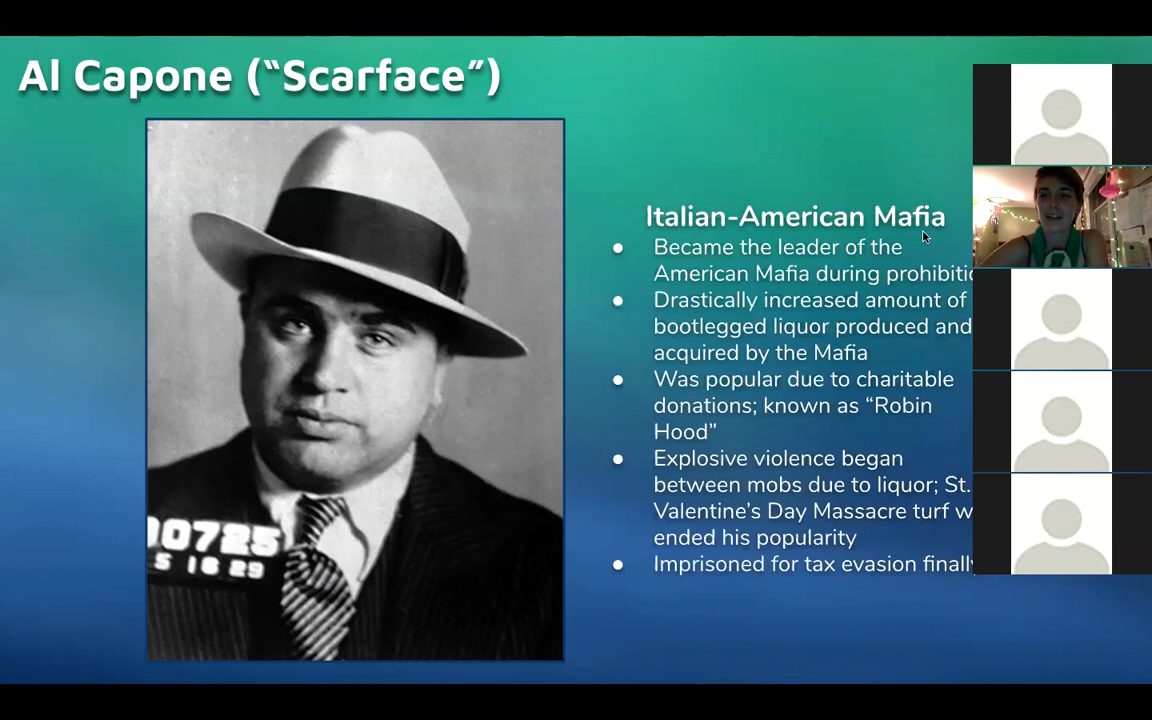 Al Capone (“Scarface”)
Italian-American Mafia
● Became the leader of the
American Mafia during prohibitio
● Drastically increased amount of
bootlegged liquor produced and
acquired by the Mafia
● Was popular due to charitable
donations; known as “Robin
Hood”
● Explosive violence began
between mobs due to liquor; St.
Valentine’s Day Massacre turf w
ended his popularity
● Imprisoned for tax evasion finally
0725
5 18 29